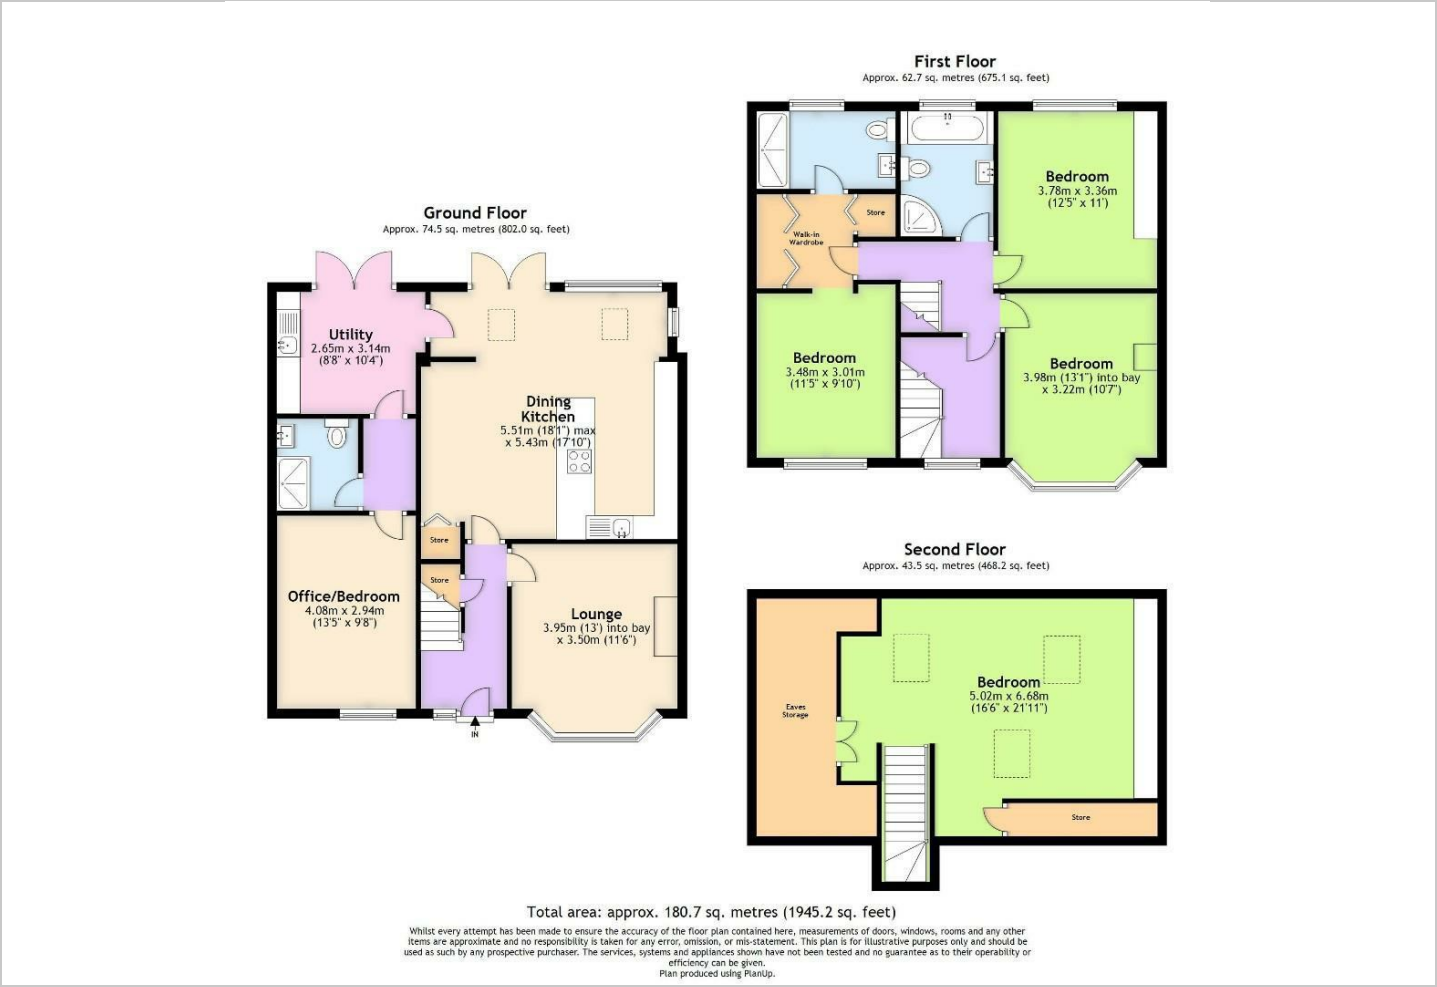 First Floor
Approx. 62.7 sq. metres (675.1 sq. feet)
Bedroom
3.78m x 3.36m
(12'5" x 11')
Store
Walk-in
Wardrobe
Bedroom
3.48m x 3.01m
(11'5" x 9'10")
Bedroom
3.98m (13'1") into bay
x 3.22m (10'7")
Ground Floor
Approx. 74.5 sq. metres (802.0 sq. feet)
Utility
2.65m x 3.14m
(8'8" x 10'4")
Dining
Kitchen
5.51m (18'1") max
x 5.43m (17'10")
Store
Store
Office/Bedroom
4.08m x 2.94m
(13'5" x 9'8")
Lounge
3.95m (13') into bay
x 3.50m (11'6")
IN
Second Floor
Approx. 43.5 sq. metres (468.2 sq. feet)
Bedroom
5.02m x 6.68m
(16'6" x 21'11")
Eaves
Storage
Store
Total area: approx. 180.7 sq. metres (1945.2 sq. feet)
Whilst every attempt has been made to ensure the accuracy of the floor plan contained here, measurements of doors, windows, rooms and any other
items are approximate and no responsibility is taken for any error, omission, or mis-statement. This plan is for illustrative purposes only and should be
used as such by any prospective purchaser. The services, systems and appliances shown have not been tested and no guarantee as to their operability or
efficiency can be given.
Plan produced using PlanUp.